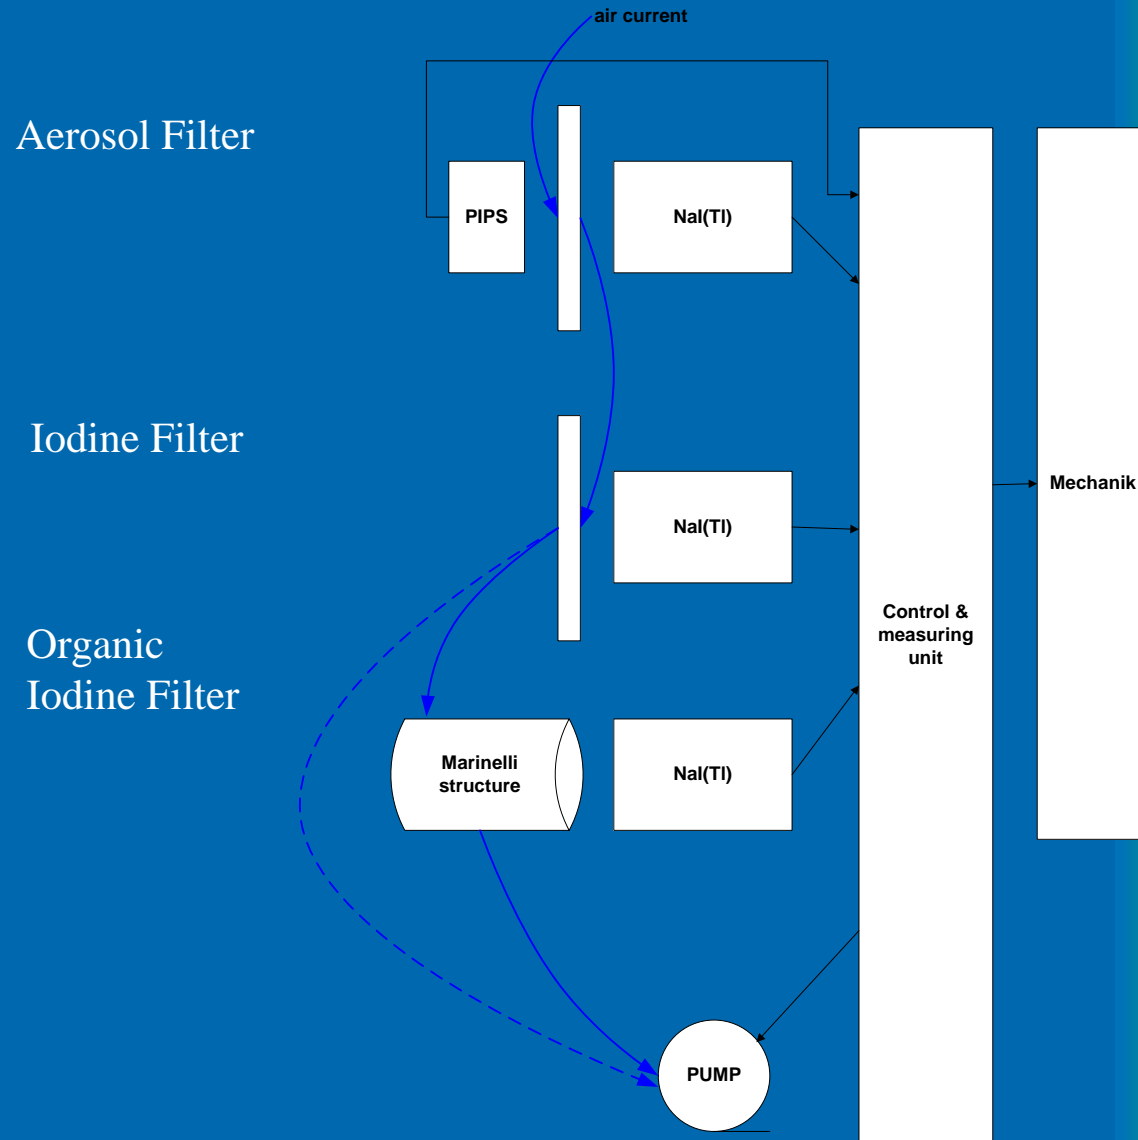 air current
Aerosol Filter
PIPS
NaI(Tl)
Iodine Filter
NaI(Tl)
Mechanik
Control &
measuring
unit
Organic
Iodine Filter
Marinelli
structure
NaI(Tl)
PUMP